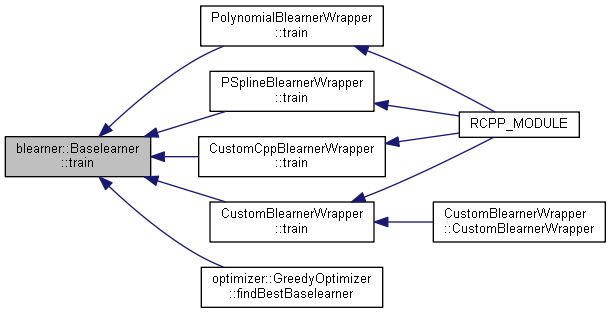 PolynomialBlearnerWrapper
::train
PSplineBlearnerWrapper
::train
RCPP_MODULE
blearner::Baselearner
::train
CustomCppBlearnerWrapper
::train
CustomBlearnerWrapper
::train
CustomBlearnerWrapper
::CustomBlearnerWrapper
optimizer::GreedyOptimizer
::findBestBaselearner